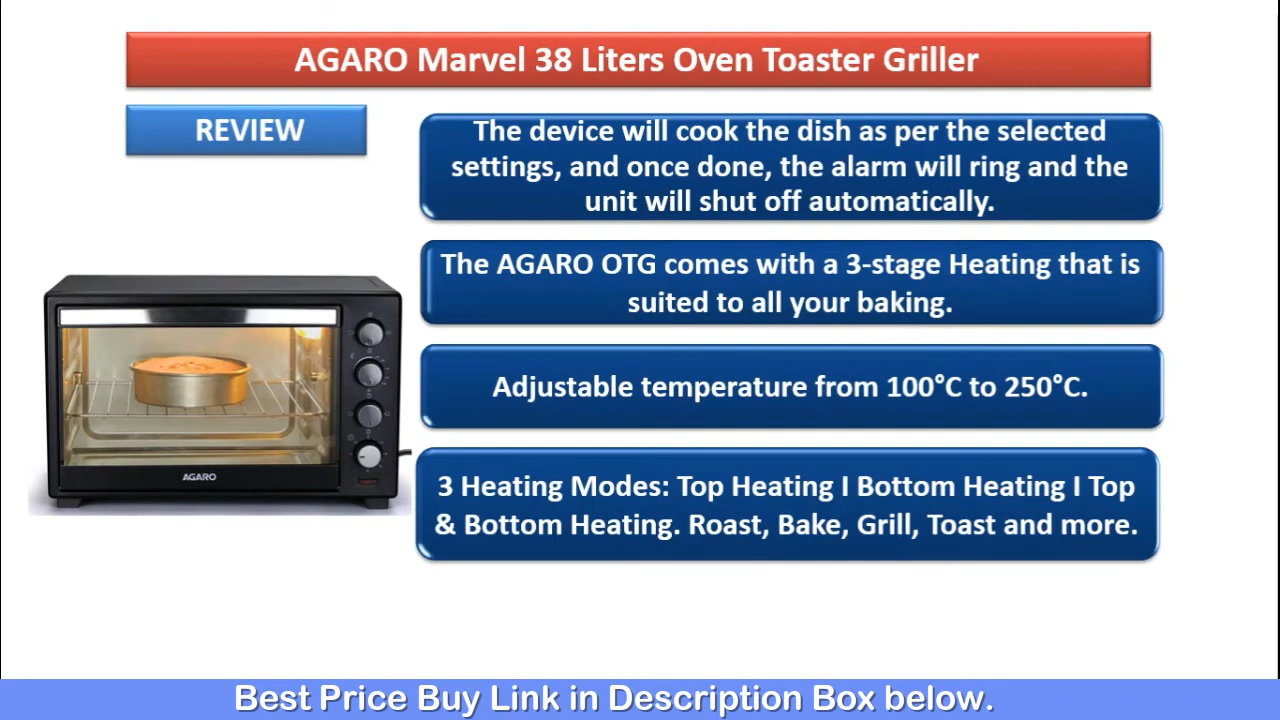 AGARO Marvel 38 Liters Oven Toaster Griller
REVIEW
The device will cook the dish as per the selected
settings, and once done, the alarm will ring and the
unit will shut off automatically.
The AGARO OTG comes with a 3-stage Heating that is
suited to all your baking.
Adjustable temperature from 100°C to 250°C.
3 Heating Modes: Top Heating I Bottom Heating I Top
& Bottom Heating. Roast, Bake, Grill, Toast and more.
AGARO
Best Price Buy Link in Description Box below.